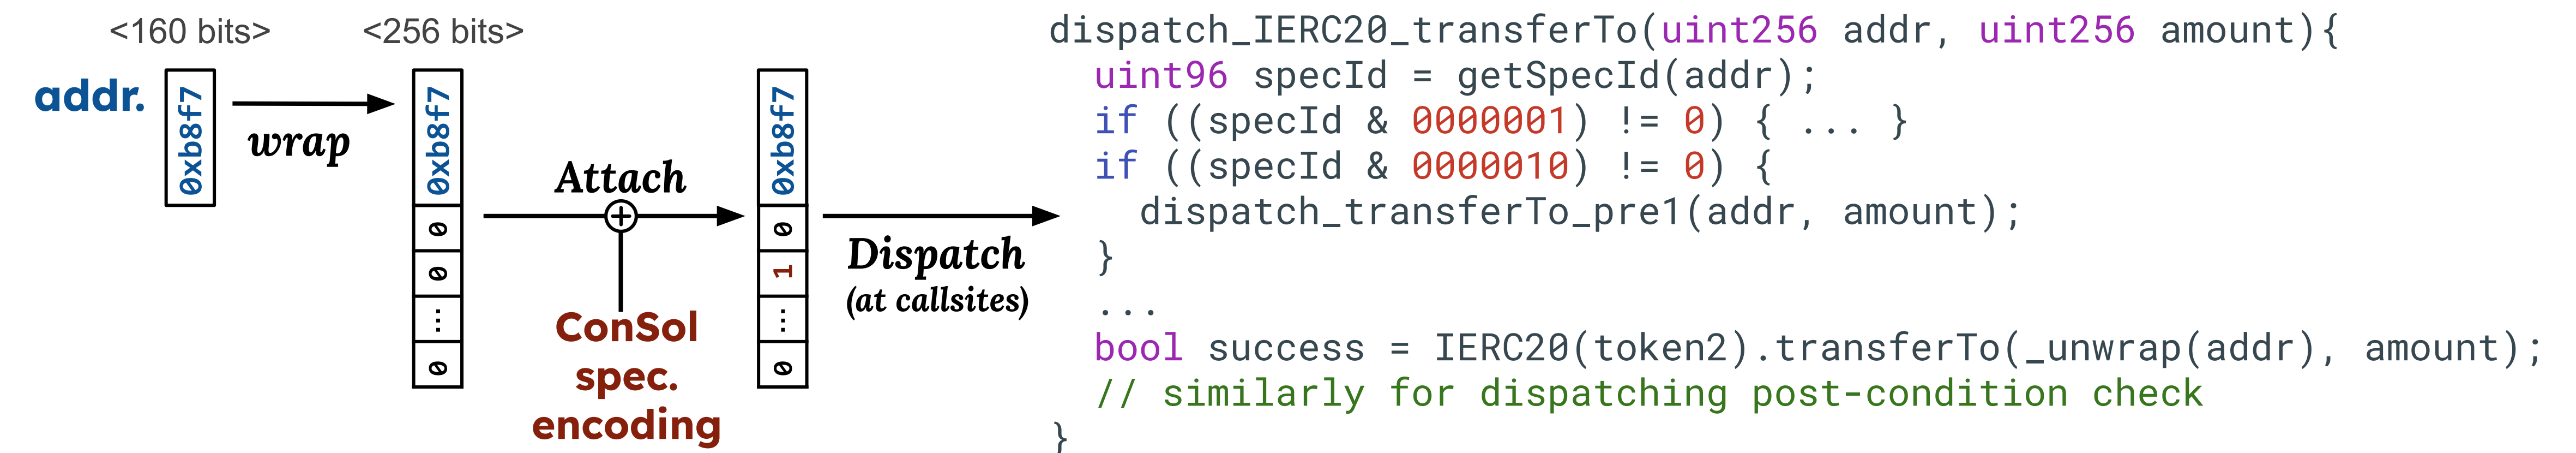 <160 bits>
<256 bits>
addr.
0xb8f7
wrap
0xb8f7
0
0
...
0
Attach
+
ConSol
spec.
encoding
0xb8f7
0
1
...
0
Dispatch
(at callsites)
dispatch_IERC20_transferTo(uint256 addr, uint256 amount){
uint96 specId = getSpecId(addr);
if ((specId & 0000001) != 0) { ... }
if ((specId & 0000010) != 0) {
dispatch_transferTo_pre1(addr, amount);
}
...
bool success = IERC20(token2).transferTo(_unwrap(addr), amount);
// similarly for dispatching post-condition check
}